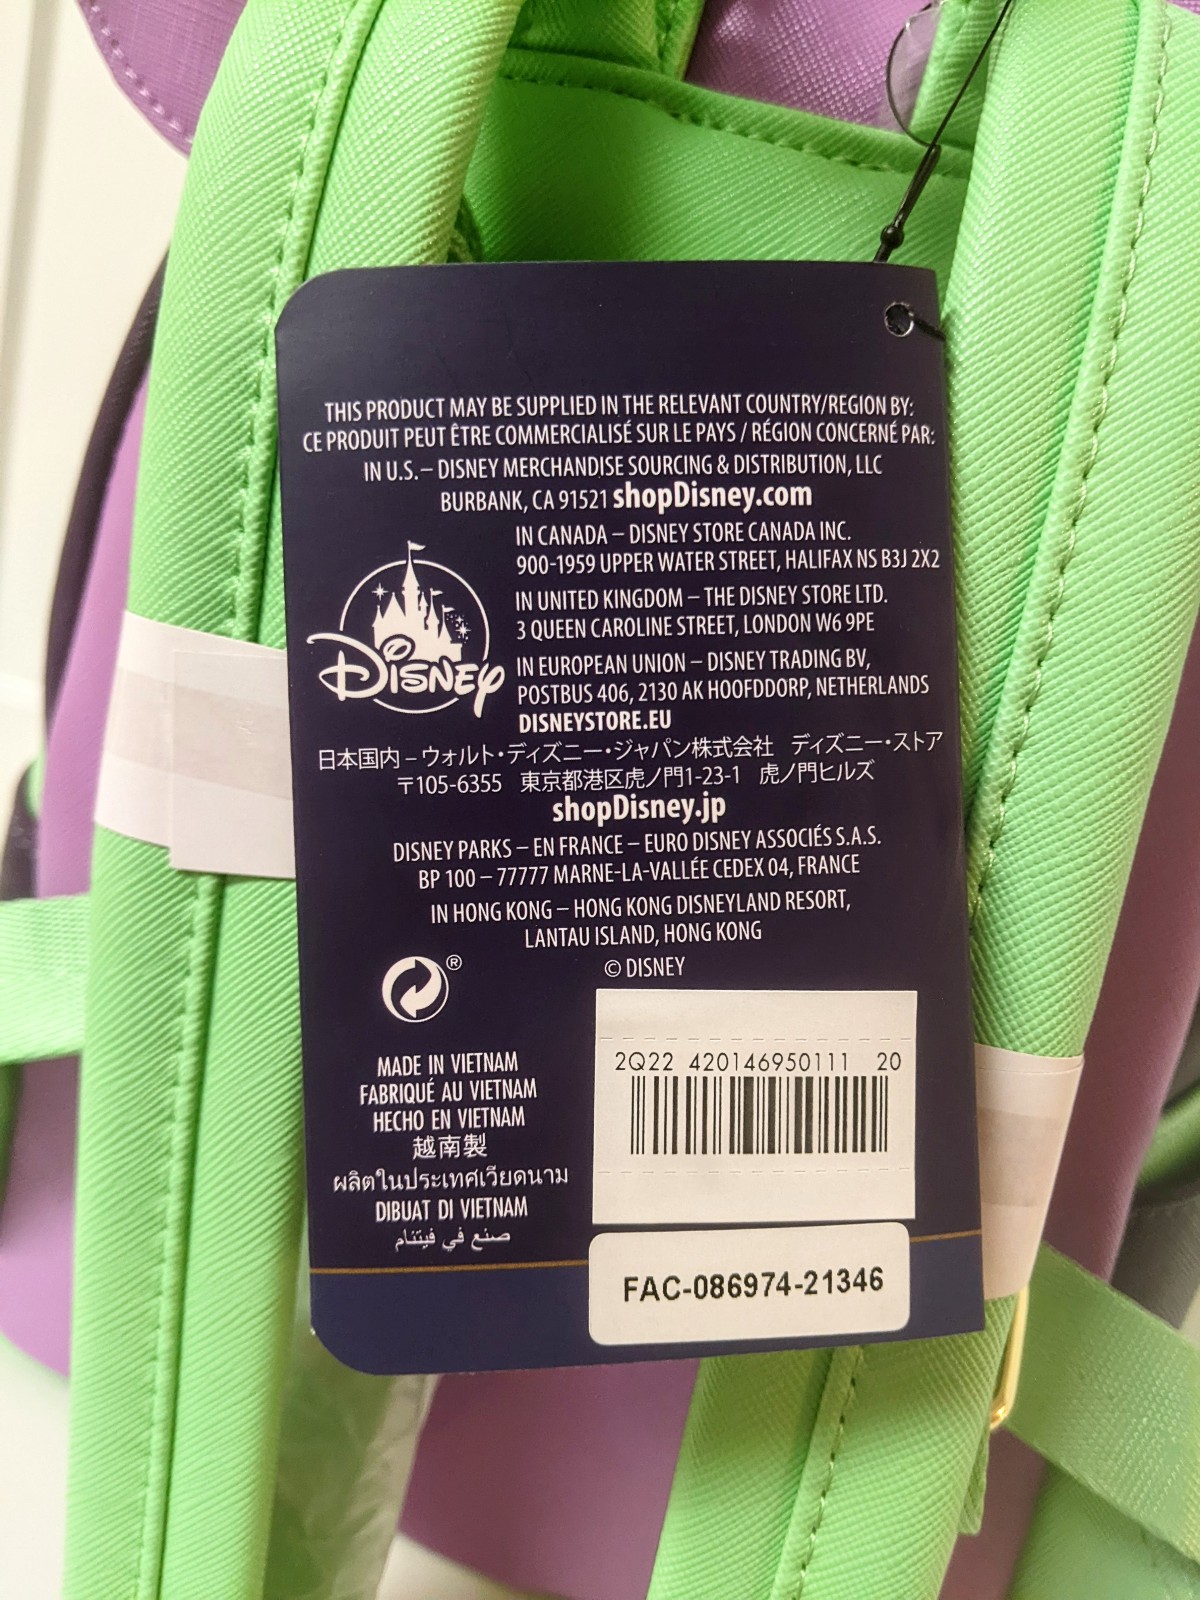 THIS PRODUCT MAY BE SUPPLIED IN THE RELEVANT COUNTRY/REGION BY:
CE PRODUIT PEUT ÊTRE COMMERCIALISÉ SUR LE PAYS / RÉGION CONCERNÉ PAR:
IN U.S. – DISNEY MERCHANDISE SOURCING & DISTRIBUTION, LLC
BURBANK, CA 91521 shopDisney.com
IN CANADA – DISNEY STORE CANADA INC.
900-1959 UPPER WATER STREET, HALIFAX NS B3J 2X2
IN UNITED KINGDOM – THE DISNEY STORE LTD.
3 QUEEN CAROLINE STREET, LONDON W6 9PE
DISNEY
IN EUROPEAN UNION – DISNEY TRADING BV,
POSTBUS 406, 2130 AK HOOFDDORP, NETHERLANDS
DISNEYSTORE.EU
日本国内 – ウォルト・ディズニー・ジャパン株式会社 ディズニー・ストア
〒105-6355 東京都港区虎ノ門1-23-1 虎ノ門ヒルズ
shopDisney.jp
DISNEY PARKS – EN FRANCE – EURO DISNEY ASSOCIÉS S.A.S.
BP 100 – 77777 MARNE-LA-VALLÉE CEDEX 04, FRANCE
IN HONG KONG – HONG KONG DISNEYLAND RESORT,
LANTAU ISLAND, HONG KONG
® © DISNEY
MADE IN VIETNAM
FABRIQUÉ AU VIETNAM
HECHO EN VIETNAM
越南製
ผลิตในประเทศเวียดนาม
DIBUAT DI VIETNAM
صنع في فيتنام
2Q22 420146950111 20
FAC-086974-21346